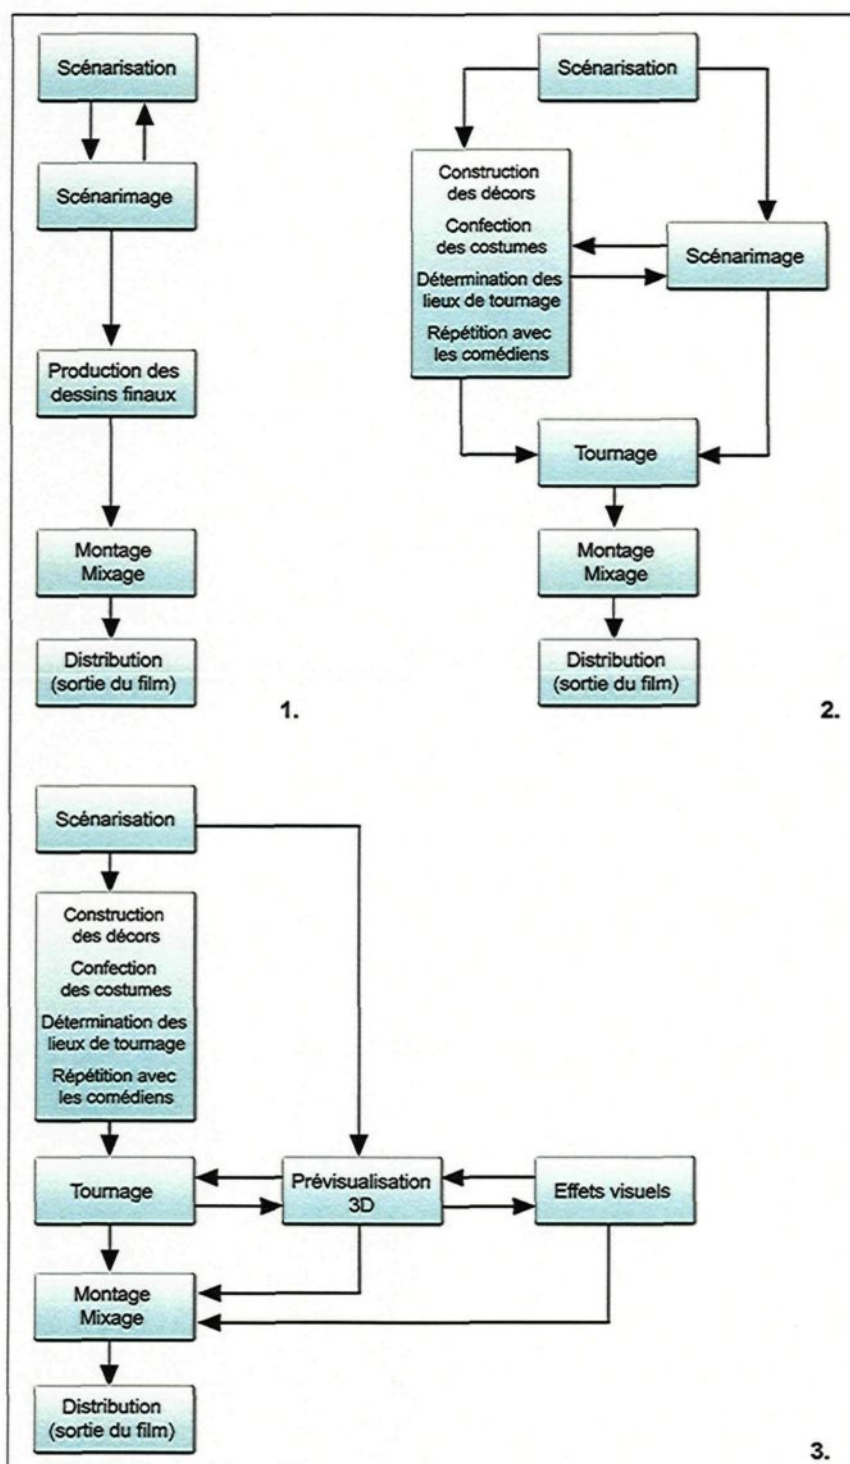 Scénarisation
Scénarimage
Production des
dessins finaux
Montage
Mixage
Distribution
(sortie du film)
1.
Scénarisation
Construction
des décors
Confection
des costumes
Détermination des
lieux de tournage
Répétition avec
les comédiens
Scénarimage
Tournage
Montage
Mixage
Distribution
(sortie du film)
2.
Scénarisation
Construction
des décors
Confection
des costumes
Détermination des
lieux de tournage
Répétition avec
les comédiens
Tournage
Prévisualisation
3D
Effets visuels
Montage
Mixage
Distribution
(sortie du film)
3.